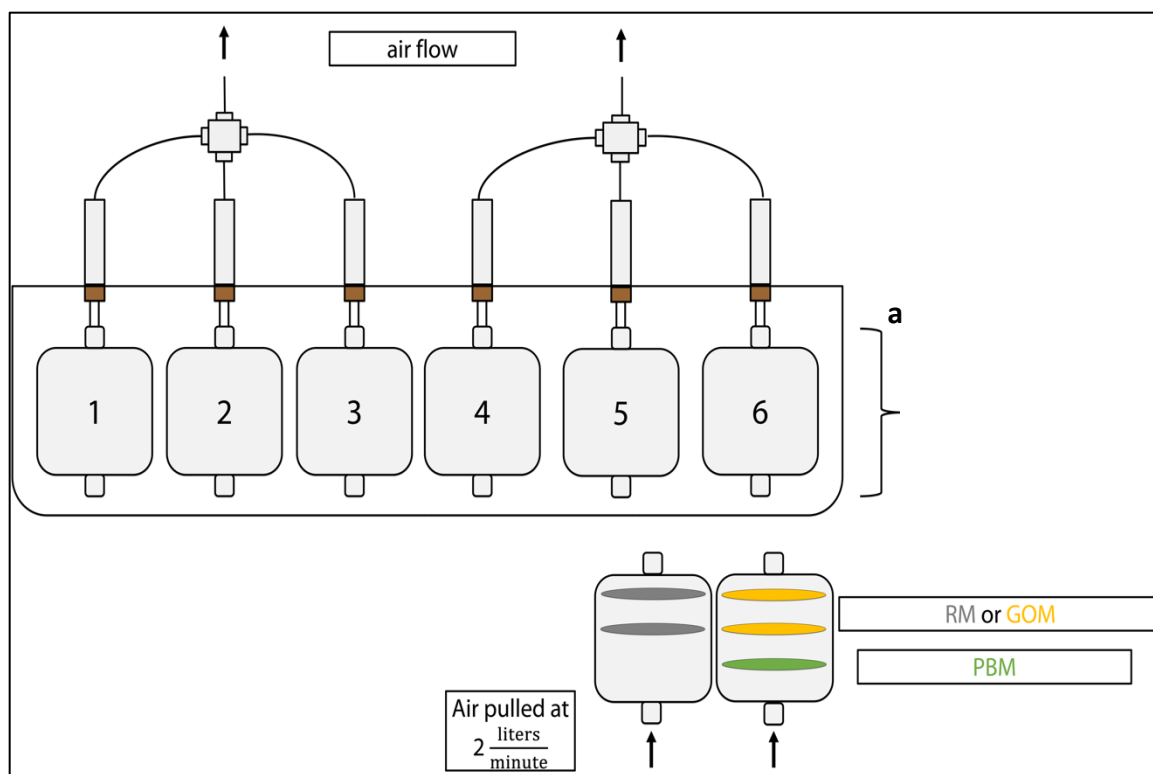 air flow
a
1 2 3 4 5 6
RM or GOM
PBM
Air pulled at
2 liters/minute